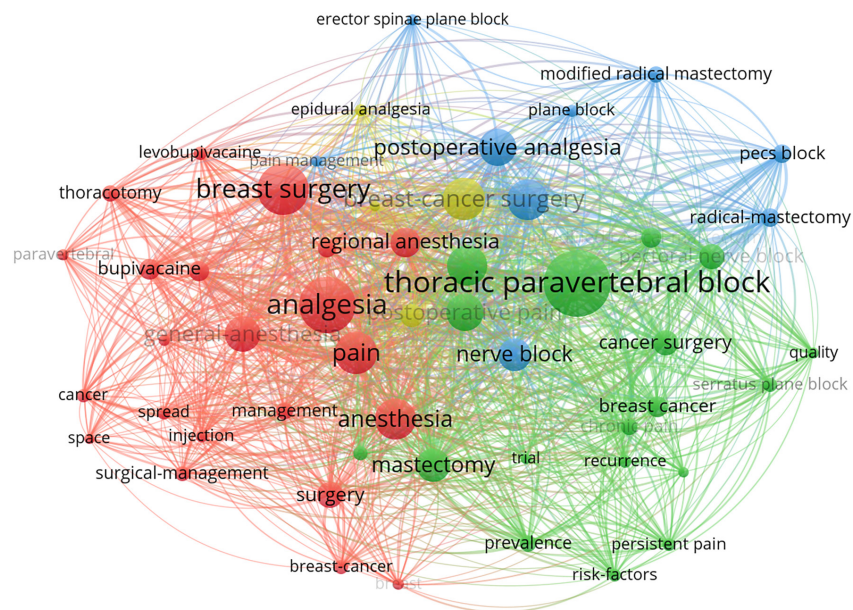 erector spinae plane block
modified radical mastectomy
epidural analgesia
plane block
postoperative analgesia
levobupivacaine
pain management
pecs block
thoracotomy
breast surgery
breast-cancer surgery
radical-mastectomy
regional anesthesia
paravertebral
pectoral nerve block
bupivacaine
thoracic paravertebral block
analgesia
postoperative pain
general-anesthesia
cancer surgery
pain
nerve block
quality
serratus plane block
cancer
breast cancer
spread
management
anesthesia
chronic pain
space
injection
trial
recurrence
mastectomy
surgical-management
surgery
prevalence
persistent pain
breast-cancer
risk-factors
breast